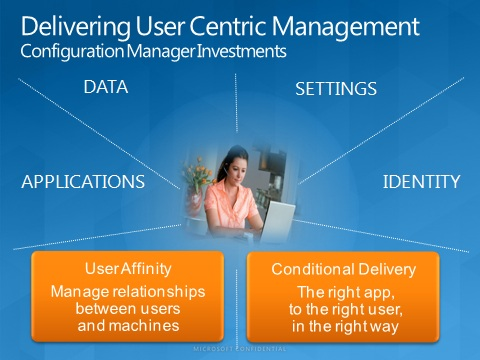 Delivering User Centric Management
Configuration Manager Investments
DATA
SETTINGS
APPLICATIONS
IDENTITY
User Affinity
Manage relationships
between users
and machines
Conditional Delivery
The right app,
to the right user,
in the right way
MICROSOFT CONFIDENTIAL